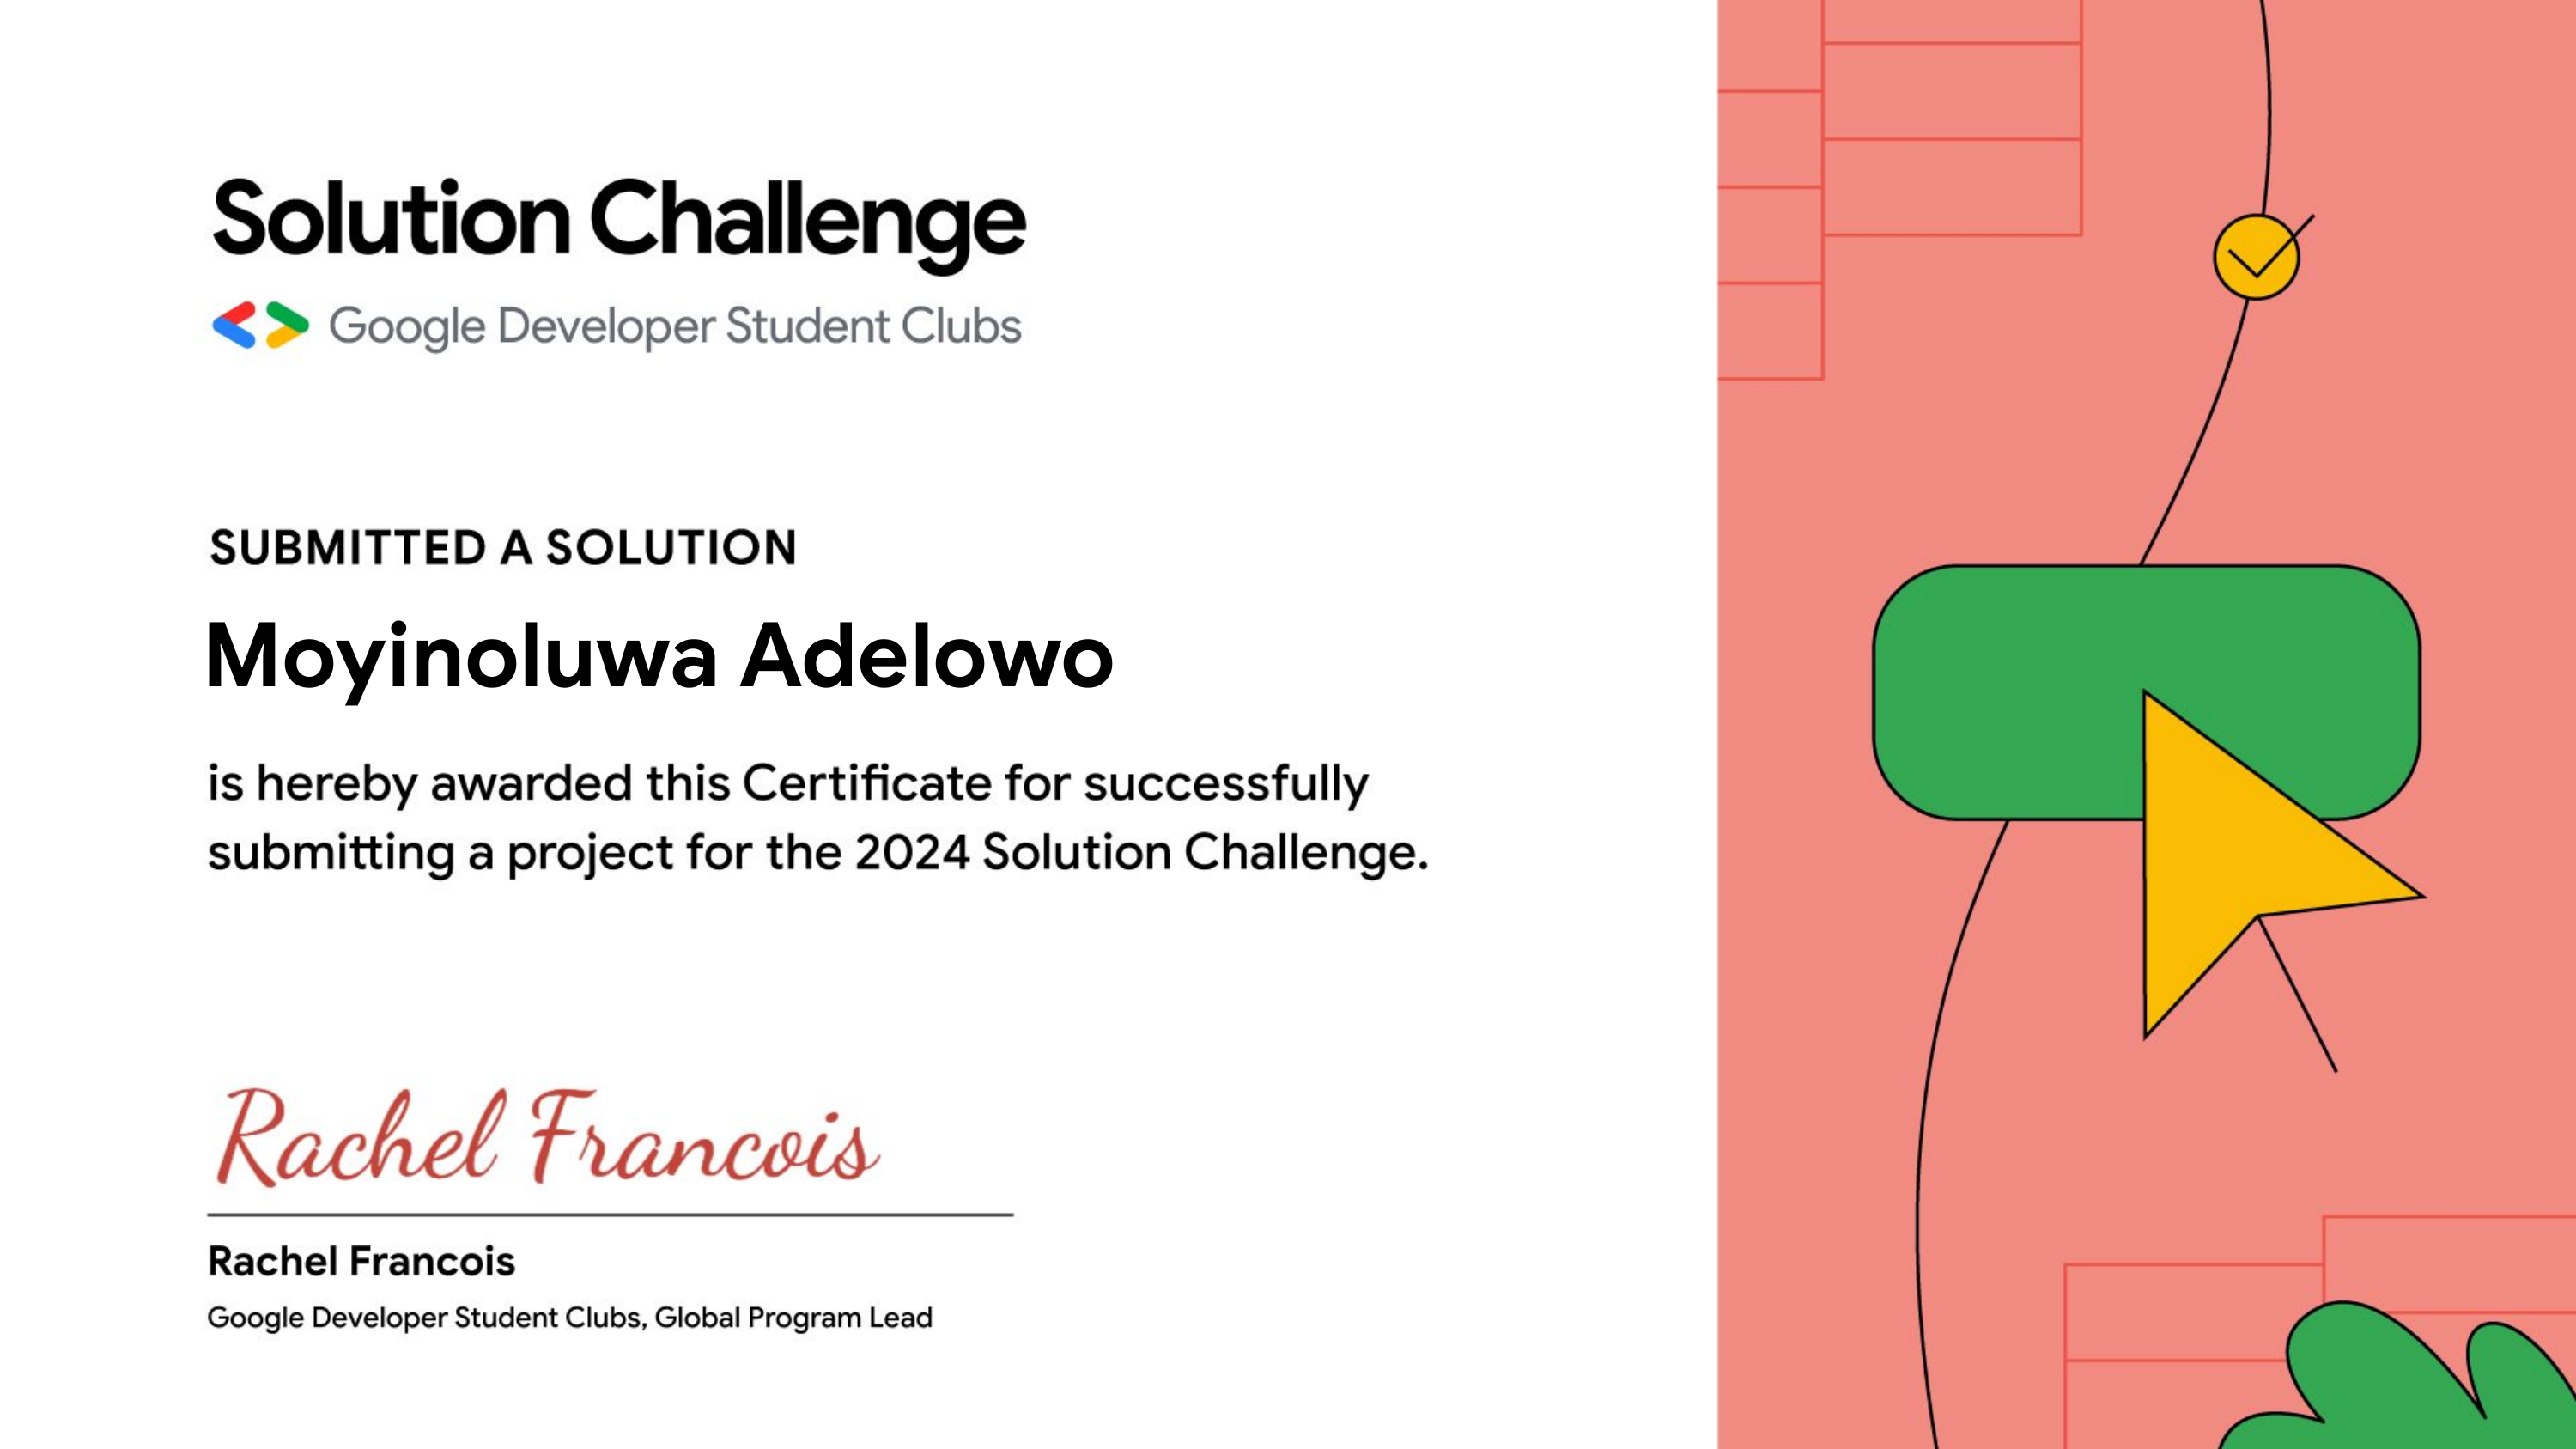 Solution Challenge
Google Developer Student Clubs
SUBMITTED A SOLUTION
Moyinoluwa Adelowo
is hereby awarded this Certificate for successfully
submitting a project for the 2024 Solution Challenge.
Rachel Francois
Rachel Francois
Google Developer Student Clubs, Global Program Lead